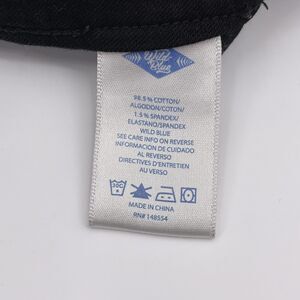 Wild
Blue
98.5% COTTON/
ALGODON/COTON/
1.5% SPANDEX/
ELASTANO/SPANDEX
WILD BLUE
SEE CARE INFO ON REVERSE
INFORMACION DE CUIDADO
AL REVERSO
DIRECTIVES D'ENTRETIEN
AU VERSO
30C
MADE IN CHINA
RN# 148554